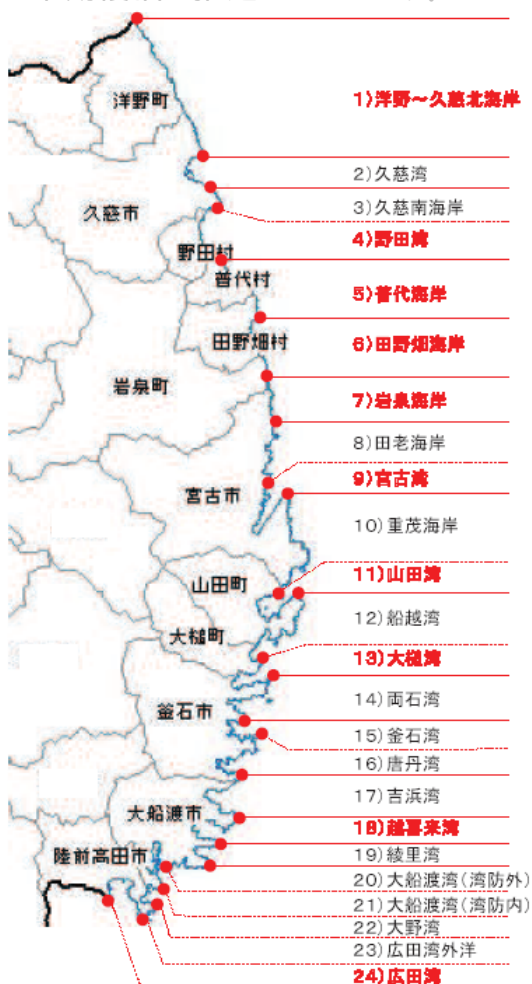 洋野町
久慈市
野田村
普代村
田野畑村
岩泉町
宮古市
山田町
大槌町
釜石市
大船渡市
陸前高田市
1)洋野~久慈北海岸
2)久慈湾
3)久慈南海岸
4)野田湾
5)普代海岸
6)田野畑海岸
7)岩泉海岸
8)田老海岸
9)宮古湾
10)重茂海岸
11)山田湾
12)船越湾
13)大槌湾
14)両石湾
15)釜石湾
16)唐丹湾
17)吉浜湾
18)越喜来湾
19)綾里湾
20)大船渡湾(湾防外)
21)大船渡湾(湾防内)
22)大野湾
23)広田湾外洋
24)広田湾